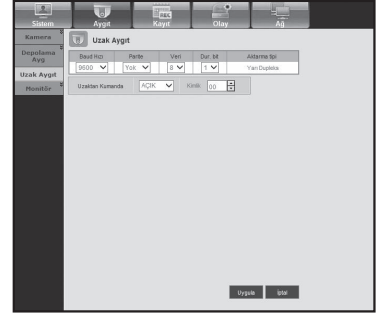 Sistem Aygıt Kayıt Olay Ağ
Kamera
Depolama
Ayg
Uzak Aygıt
Monitör
Uzak Aygıt
Baud Hızı Parite Veri Dur. bit Aktarma tipi
9600 Yok 8 1 Yarı Dupleks
Uzaktan Kumanda AÇIK Kimlik 00
Uygula İptal